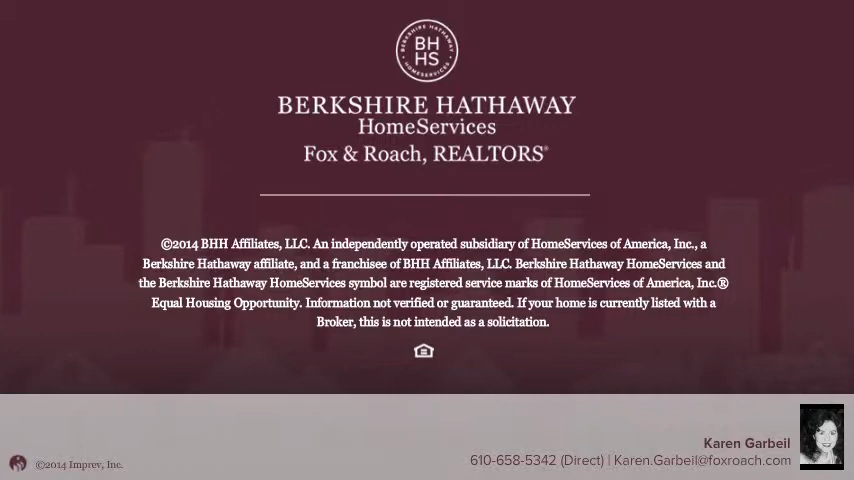 BERKSHIRE HATHAWAY
HOMESERVICES
BH
HS
BERKSHIRE HATHAWAY
HomeServices
Fox & Roach, REALTORS®
©2014 BHH Affiliates, LLC. An independently operated subsidiary of HomeServices of America, Inc., a
Berkshire Hathaway affiliate, and a franchisee of BHH Affiliates, LLC. Berkshire Hathaway HomeServices and
the Berkshire Hathaway HomeServices symbol are registered service marks of HomeServices of America, Inc.®
Equal Housing Opportunity. Information not verified or guaranteed. If your home is currently listed with a
Broker, this is not intended as a solicitation.
Karen Garbeil
610-658-5342 (Direct) | Karen.Garbeil@foxroach.com
©2014 Imprev, Inc.